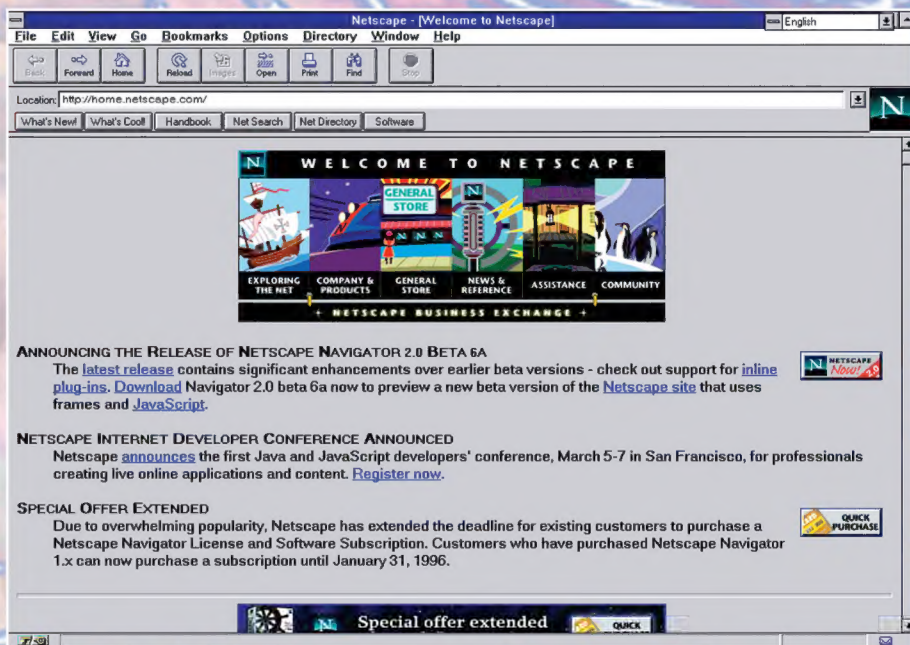 Netscape - [Welcome to Netscape]
English
File Edit View Go Bookmarks Options Directory Window Help
Back Forward Home Reload Images Open Print Find Stop
Location: http://home.netscape.com/
N
What's New! What's Cool! Handbook Net Search Net Directory Software
N WELCOME TO NETSCAPE
GENERAL STORE
N
N N N
EXPLORING THE NET
COMPANY & PRODUCTS
GENERAL STORE
NEWS & REFERENCE
ASSISTANCE
COMMUNITY
+ NETSCAPE BUSINESS EXCHANGE +
ANNOUNCING THE RELEASE OF NETSCAPE NAVIGATOR 2.0 BETA 6A
The latest release contains significant enhancements over earlier beta versions - check out support for inline
plug-ins. Download Navigator 2.0 beta 6a now to preview a new beta version of the Netscape site that uses
frames and JavaScript.
N NETSCAPE
Now! 2.0
NETSCAPE INTERNET DEVELOPER CONFERENCE ANNOUNCED
Netscape announces the first Java and JavaScript developers' conference, March 5-7 in San Francisco, for professionals
creating live online applications and content. Register now.
SPECIAL OFFER EXTENDED
Due to overwhelming popularity, Netscape has extended the deadline for existing customers to purchase a
Netscape Navigator License and Software Subscription. Customers who have purchased Netscape Navigator
1.x can now purchase a subscription until January 31, 1996.
QUICK
PURCHASE
N Special offer extended
QUICK